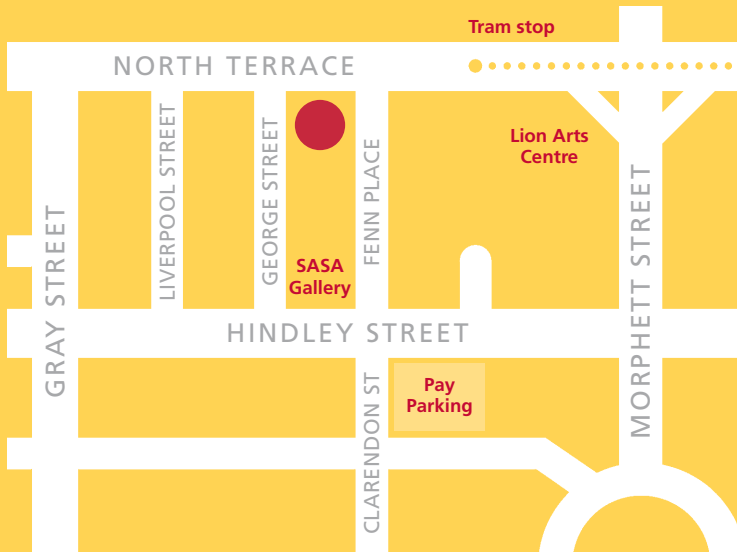 Tram stop
NORTH TERRACE
Lion Arts
Centre
LIVERPOOL STREET
GEORGE STREET
FENN PLACE
GRAY STREET
MORPHETT STREET
SASA
Gallery
HINDLEY STREET
Pay
Parking
CLARENDON ST